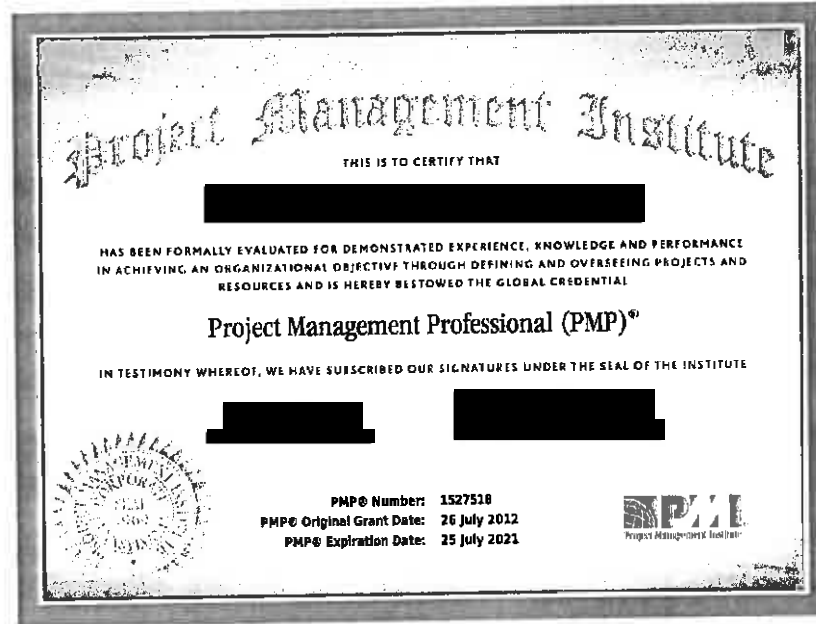 Project Management Institute
THIS IS TO CERTIFY THAT
HAS BEEN FORMALLY EVALUATED FOR DEMONSTRATED EXPERIENCE, KNOWLEDGE AND PERFORMANCE
IN ACHIEVING AN ORGANIZATIONAL OBJECTIVE THROUGH DEFINING AND OVERSEEING PROJECTS AND
RESOURCES AND IS HEREBY BESTOWED THE GLOBAL CREDENTIAL
Project Management Professional (PMP)®
IN TESTIMONY WHEREOF, WE HAVE SUBSCRIBED OUR SIGNATURES UNDER THE SEAL OF THE INSTITUTE
PMP® Number: 1527518
PMP® Original Grant Date: 26 July 2012
PMP® Expiration Date: 25 July 2021
PMI
Project Management Institute